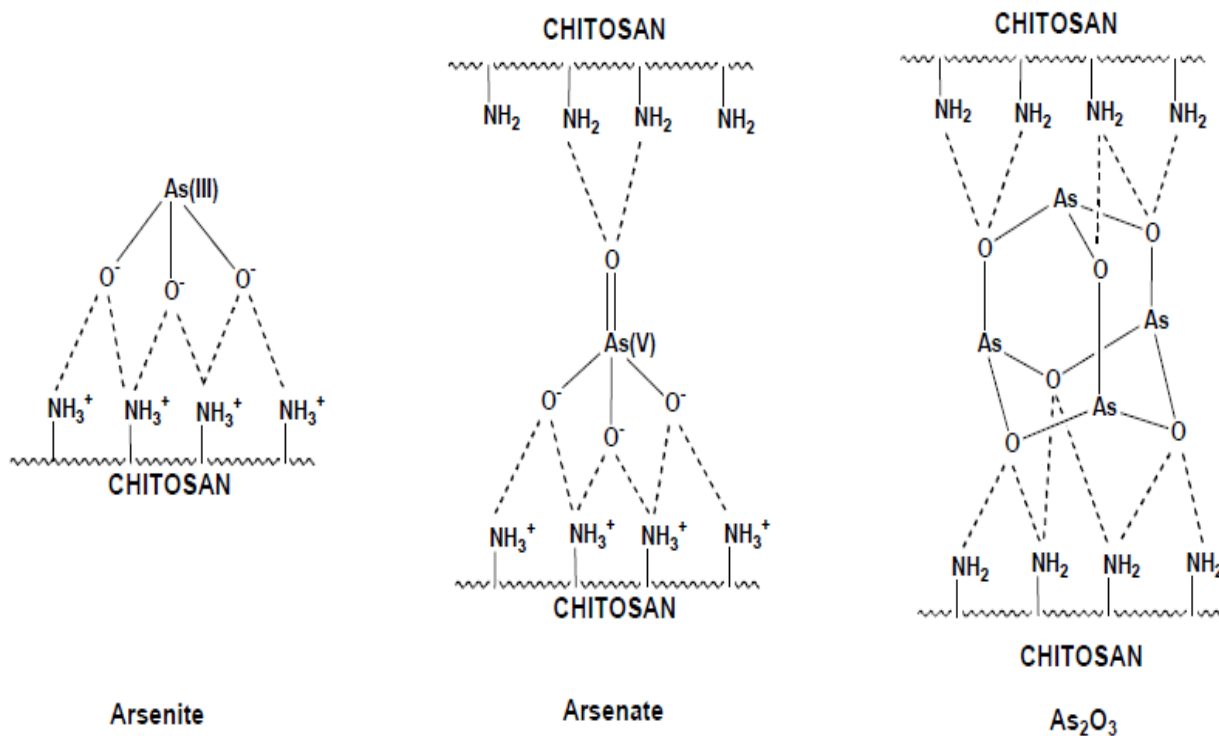 CHITOSAN
NH₂ NH₂ NH₂ NH₂
O
As(V)
O⁻ O⁻ O⁻
NH₃⁺ NH₃⁺ NH₃⁺ NH₃⁺
CHITOSAN
Arsenate
As(III)
O⁻ O⁻ O⁻
NH₃⁺ NH₃⁺ NH₃⁺ NH₃⁺
CHITOSAN
Arsenite
CHITOSAN
NH₂ NH₂ NH₂ NH₂
As
O O
O
As As
O
As
O O
NH₂ NH₂ NH₂ NH₂
CHITOSAN
As₂O₃